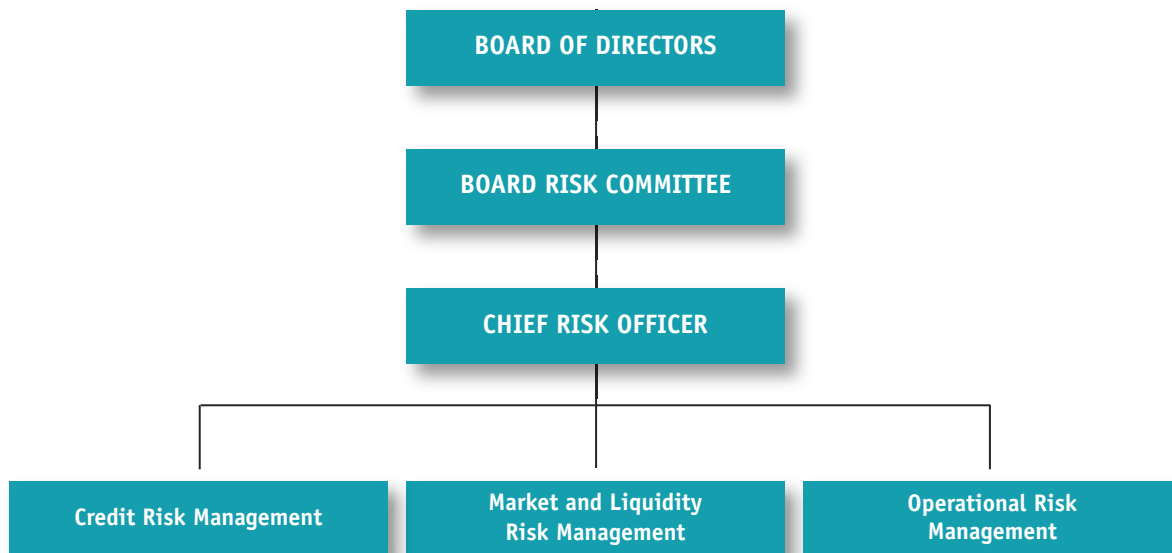 BOARD OF DIRECTORS
BOARD RISK COMMITTEE
CHIEF RISK OFFICER
Credit Risk Management
Market and Liquidity
Risk Management
Operational Risk
Management